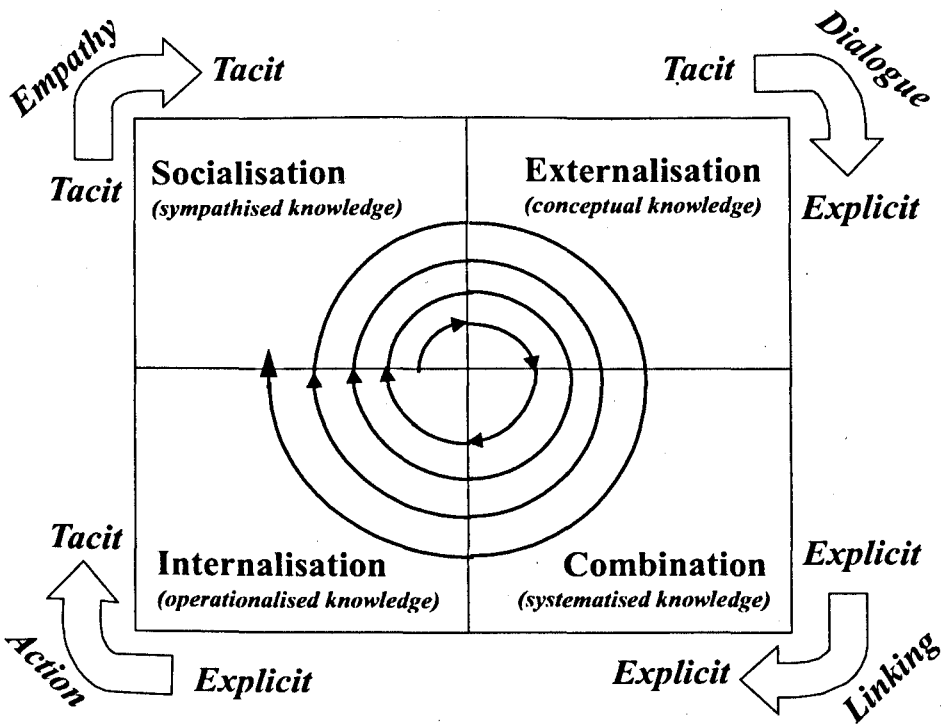 Empathy
Tacit
Tacit
Dialogue
Tacit
Explicit
Socialisation
(sympathised knowledge)
Externalisation
(conceptual knowledge)
Internalisation
(operationalised knowledge)
Combination
(systematised knowledge)
Tacit
Action
Explicit
Explicit
Explicit
Linking